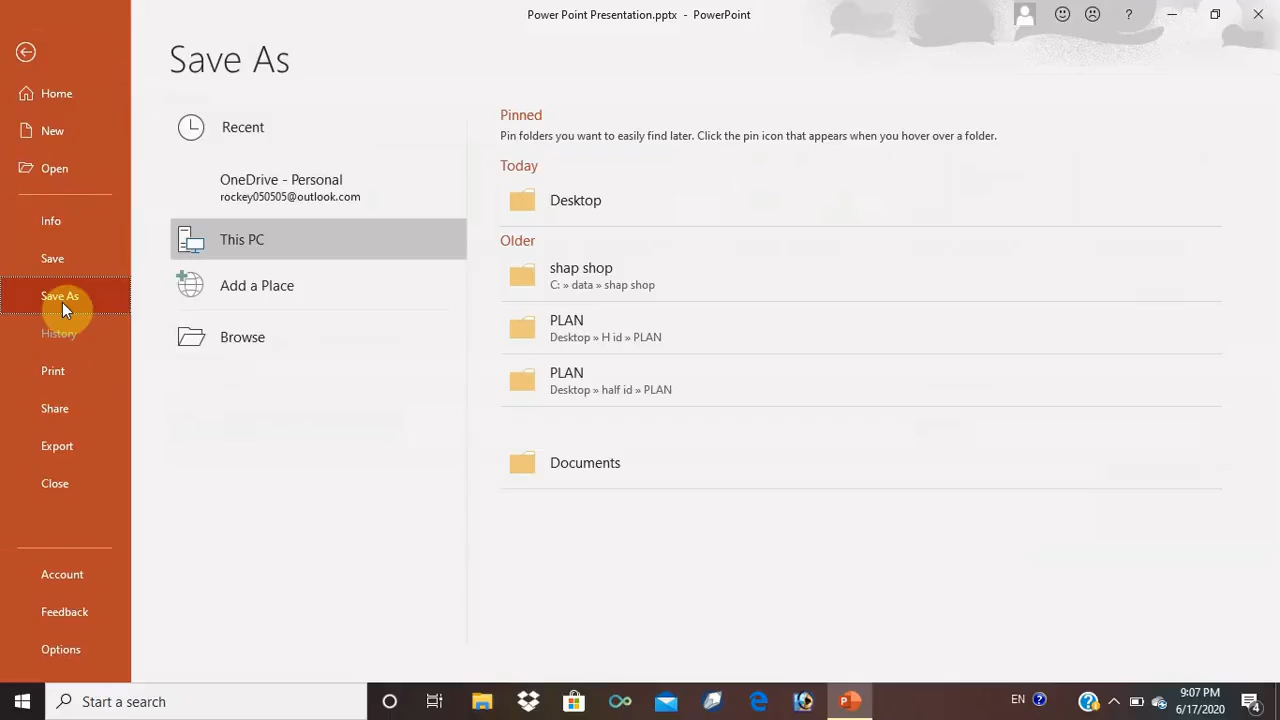 Power Point Presentation.pptx - PowerPoint
?
Save As
Home
New
Open
Info
Save
Save As
History
Print
Share
Export
Close
Account
Feedback
Options
Recent
OneDrive - Personal
rockey050505@outlook.com
This PC
Add a Place
Browse
Pinned
Pin folders you want to easily find later. Click the pin icon that appears when you hover over a folder.
Today
Desktop
Older
shap shop
C: » data » shap shop
PLAN
Desktop » H id » PLAN
PLAN
Desktop » half id » PLAN
Documents
Start a search
EN
9:07 PM
6/17/2020
4